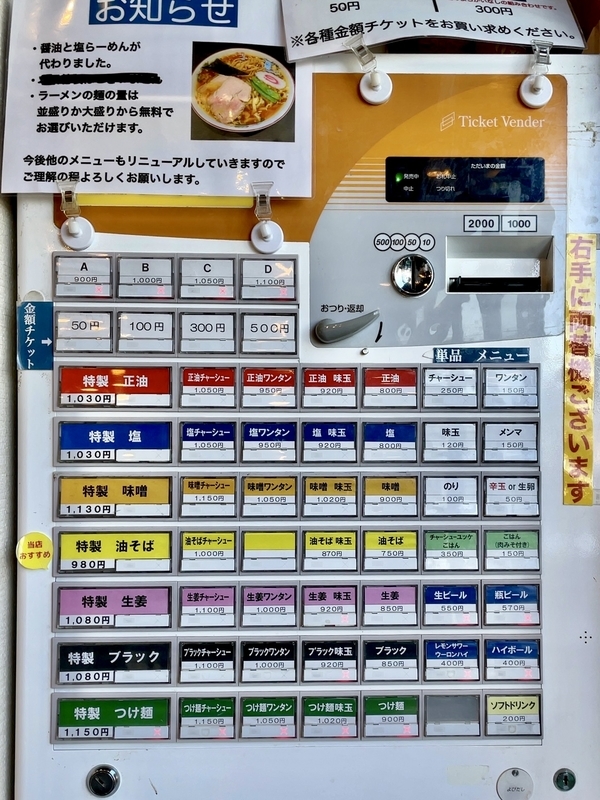 お知らせ
・醤油と塩らーめんが
代わりました。
・ラーメンの麺の量は
並盛りか大盛りから無料で
お選びいただけます。
今後他のメニューもリニューアルしていきますので
ご理解の程よろしくお願いします。
50円 300円
※各種金額チケットをお買い求めください。
Ticket Vender
ただいまの金額
発売中 お札中止
中止 つり切れ
2000 1000
500 100 50 10
おつり・返却
右手に
ございます
A B C D
900円 1,000円 1,050円 1,100円
金額チケット
50円 100円 300円 500円
単品 メニュー
特製 正油 正油チャーシュー 正油ワンタン 正油 味玉 正油 チャーシュー ワンタン
1,030円 1,050円 950円 920円 800円 250円 150円
特製 塩 塩チャーシュー 塩ワンタン 塩 味玉 塩 味玉 メンマ
1,030円 1,050円 950円 920円 800円 120円 150円
特製 味噌 味噌チャーシュー 味噌ワンタン 味噌 味玉 味噌 のり 辛玉 or 生卵
1,130円 1,150円 1,050円 1,020円 900円 100円 50円
当店
おすすめ
特製 油そば 油そばチャーシュー 油そば 味玉 油そば チャーシューユッケごはん ごはん(肉みそ付き)
980円 1,000円 870円 750円 350円 150円
特製 生姜 生姜チャーシュー 生姜ワンタン 生姜 味玉 生姜 生ビール 瓶ビール
1,080円 1,100円 1,000円 920円 850円 550円 570円
特製 ブラック ブラックチャーシュー ブラックワンタン ブラック味玉 ブラック レモンサワー ウーロンハイ ハイボール
1,080円 1,100円 1,000円 920円 850円 400円 400円
特製 つけ麺 つけ麺チャーシュー つけ麺ワンタン つけ麺 味玉 つけ麺 ソフトドリンク
1,150円 1,150円 1,050円 1,020円 900円 200円
よびだし